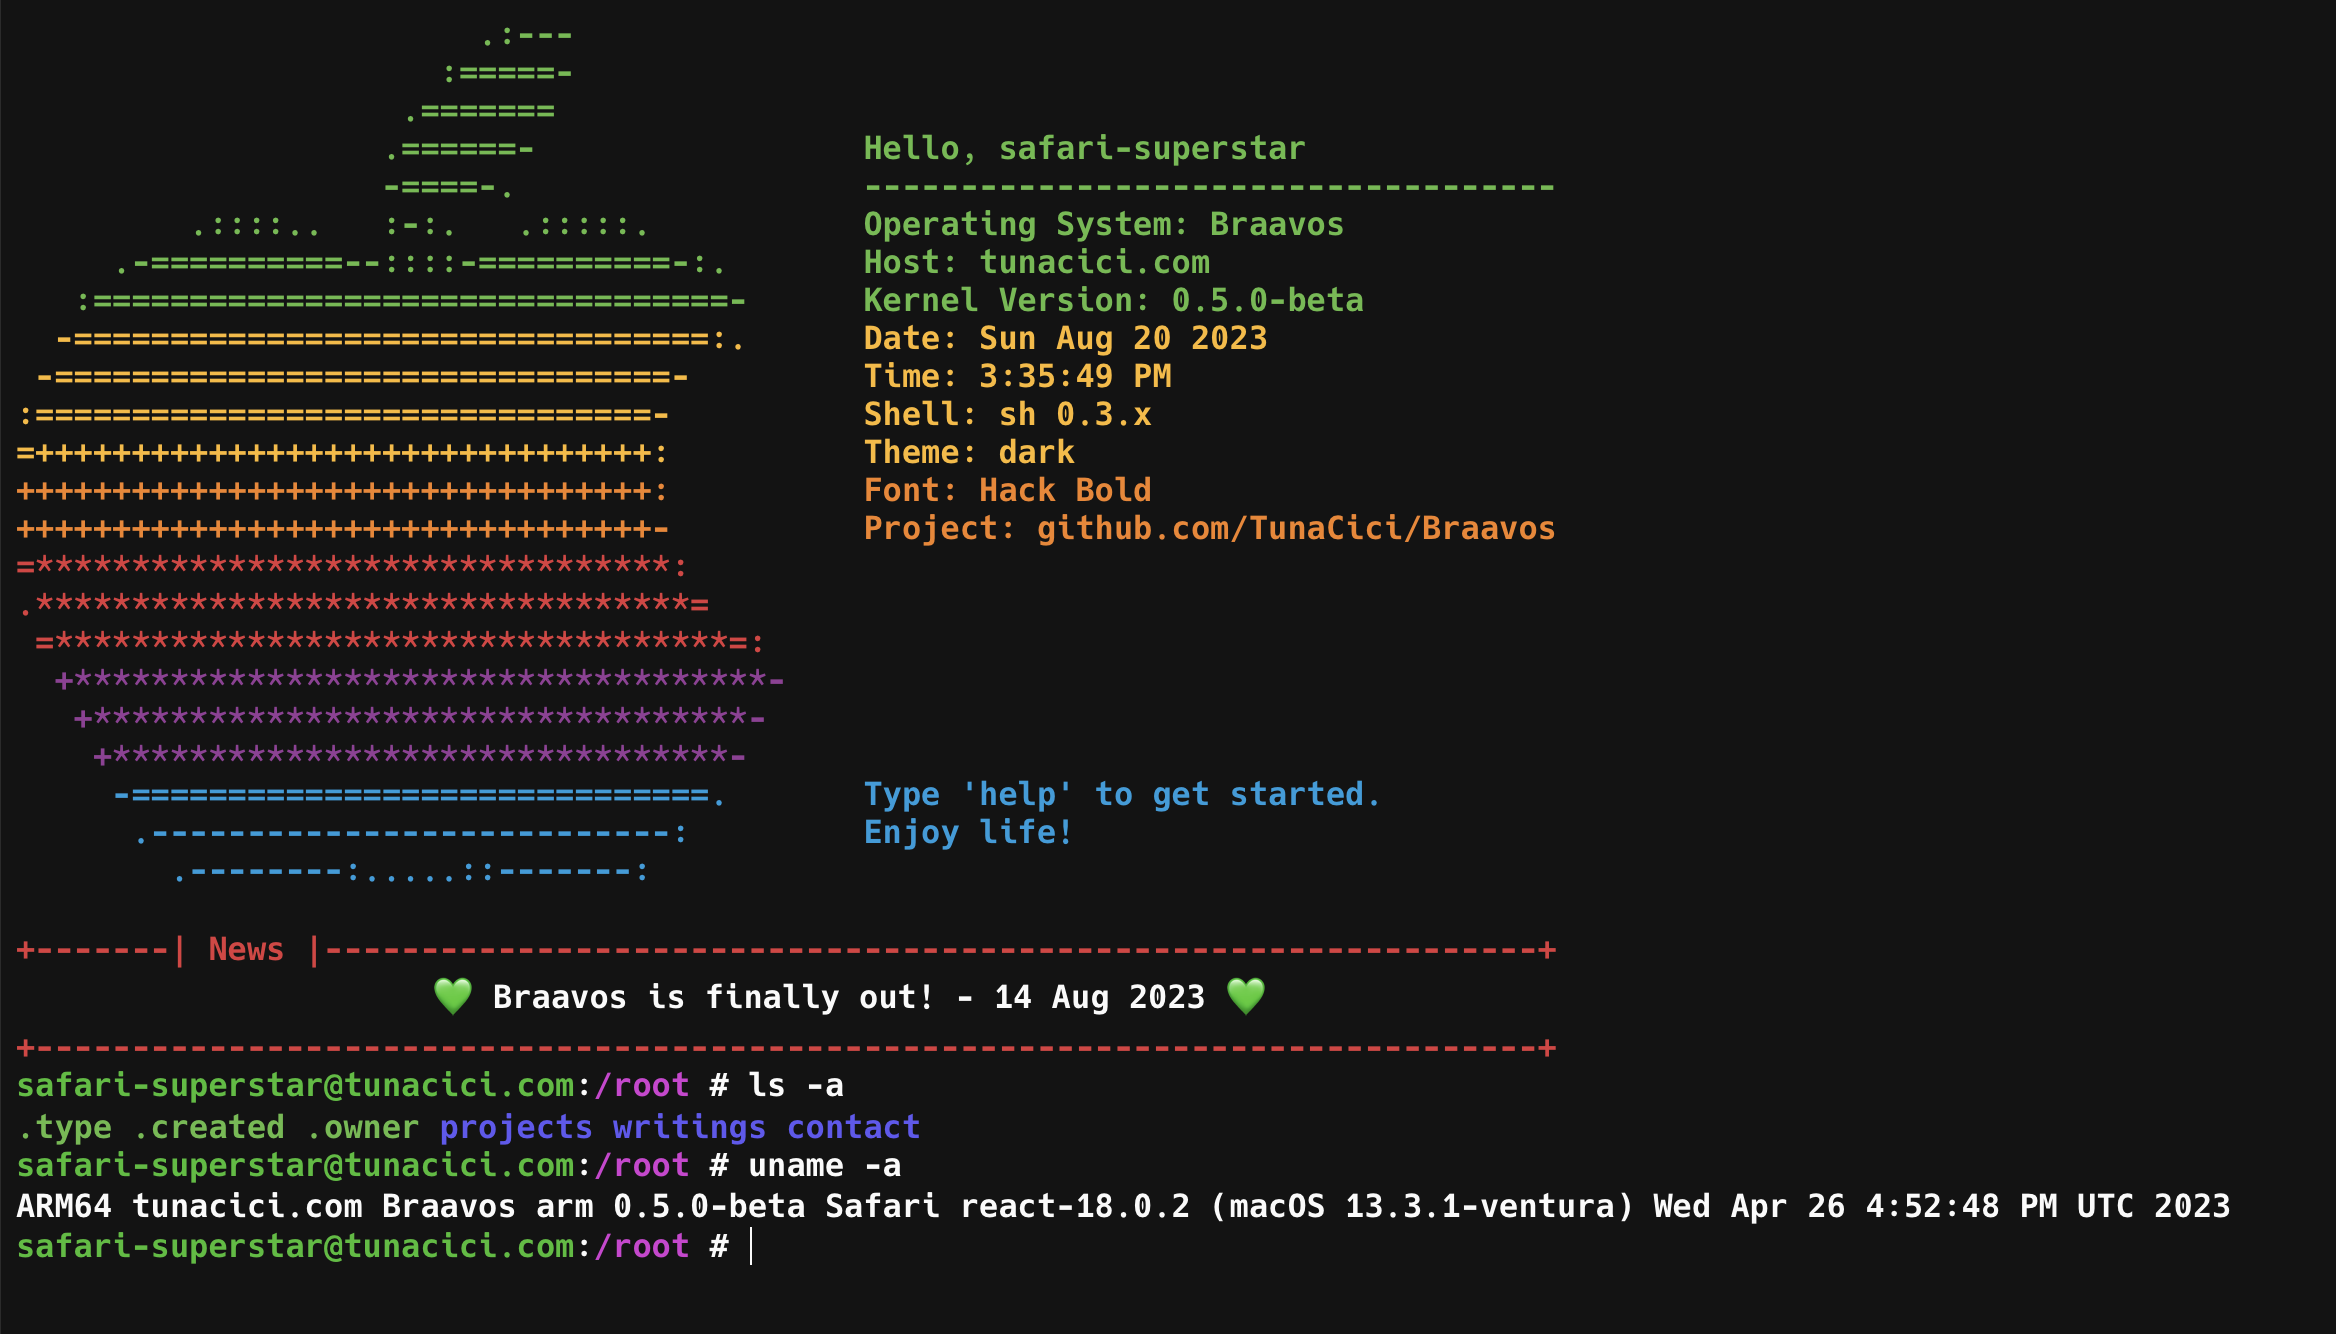 Hello, safari-superstar
Operating System: Braavos
Host: tunacici.com
Kernel Version: 0.5.0-beta
Date: Sun Aug 20 2023
Time: 3:35:49 PM
Shell: sh 0.3.x
Theme: dark
Font: Hack Bold
Project: github.com/TunaCici/Braavos
Type 'help' to get started.
Enjoy life!
| News |
💚 Braavos is finally out! - 14 Aug 2023 💚
safari-superstar@tunacici.com:/root # ls -a
.type .created .owner projects writings contact
safari-superstar@tunacici.com:/root # uname -a
ARM64 tunacici.com Braavos arm 0.5.0-beta Safari react-18.0.2 (macOS 13.3.1-ventura) Wed Apr 26 4:52:48 PM UTC 2023
safari-superstar@tunacici.com:/root #